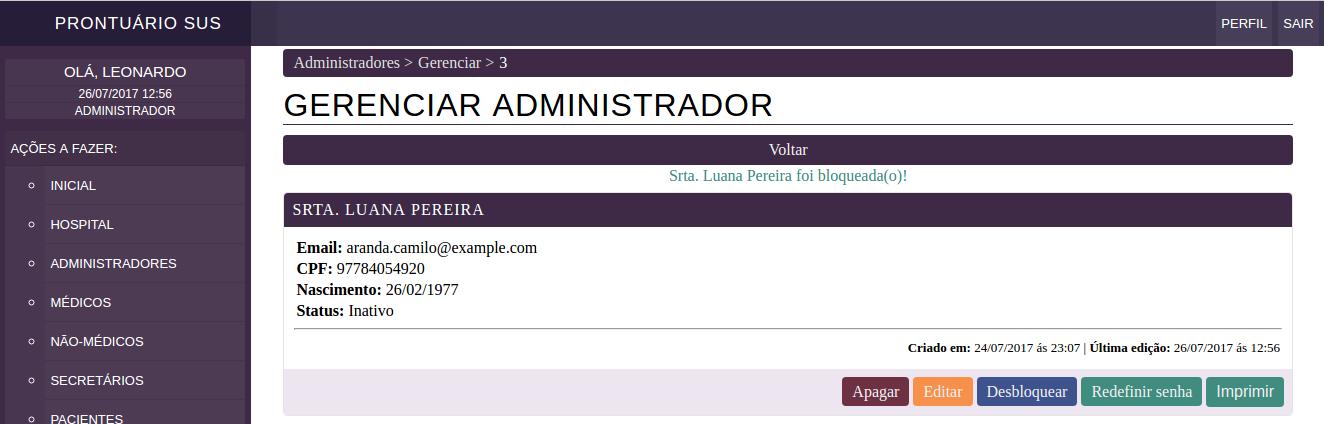 PRONTUÁRIO SUS
PERFIL SAIR
OLÁ, LEONARDO
26/07/2017 12:56
ADMINISTRADOR
AÇÕES A FAZER:
INICIAL
HOSPITAL
ADMINISTRADORES
MÉDICOS
NÃO-MÉDICOS
SECRETÁRIOS
PACIENTES
Administradores > Gerenciar > 3
GERENCIAR ADMINISTRADOR
Voltar
Srta. Luana Pereira foi bloqueada(o)!
SRTA. LUANA PEREIRA
Email: aranda.camilo@example.com
CPF: 97784054920
Nascimento: 26/02/1977
Status: Inativo
Criado em: 24/07/2017 ás 23:07 | Última edição: 26/07/2017 ás 12:56
Apagar Editar Desbloquear Redefinir senha Imprimir